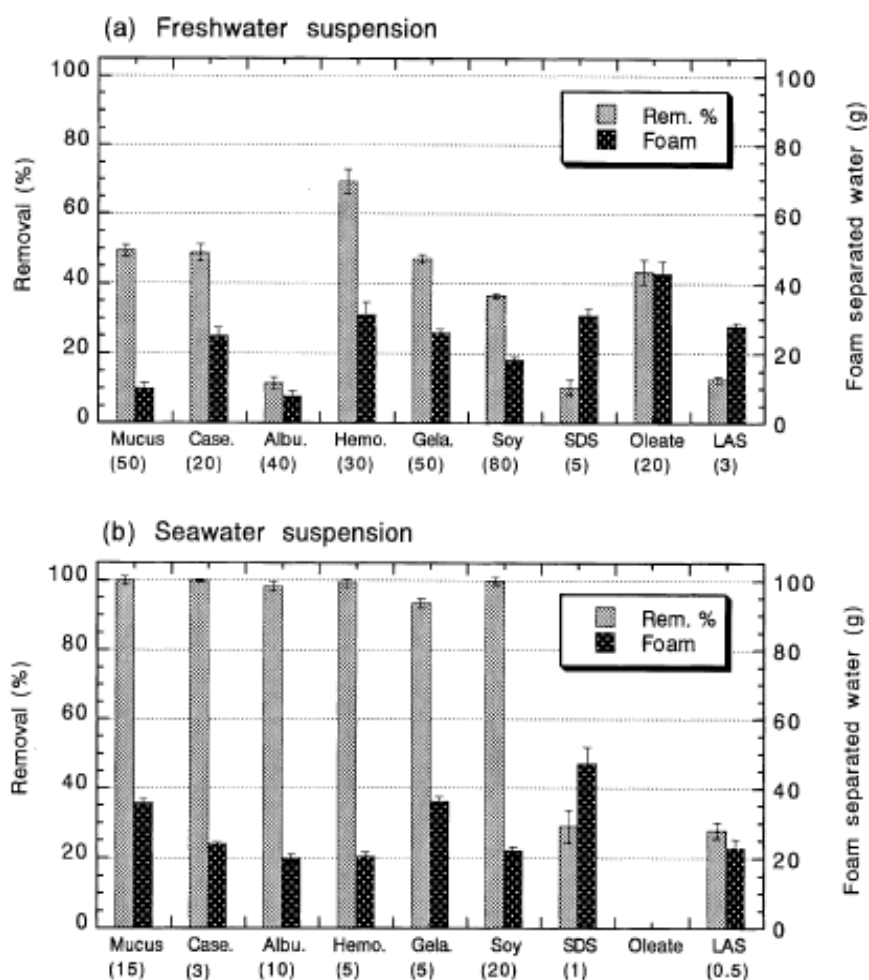 (a) Freshwater suspension
Removal (%)
100
80
60
40
20
0
Rem. %
Foam
100
80
60
40
20
0
Foam separated water (g)
Mucus Case. Albu. Hemo. Gela. Soy SDS Oleate LAS
(50) (20) (40) (30) (50) (80) (5) (20) (3)
(b) Seawater suspension
Removal (%)
100
80
60
40
20
0
Rem. %
Foam
100
80
60
40
20
0
Foam separated water (g)
Mucus Case. Albu. Hemo. Gela. Soy SDS Oleate LAS
(15) (3) (10) (5) (5) (20) (1) (0.5)